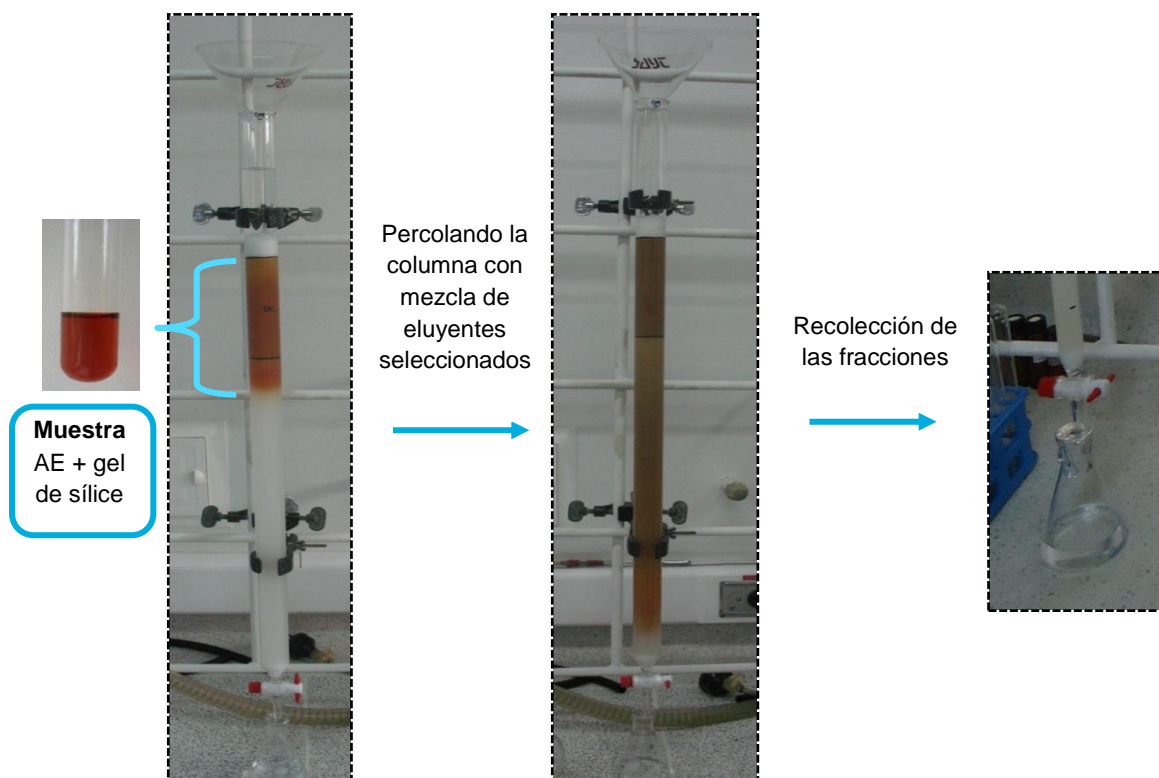 Muestra
AE + gel
de sílice
Percolando la
columna con
mezcla de
eluyentes
seleccionados
Recolección de
las fracciones